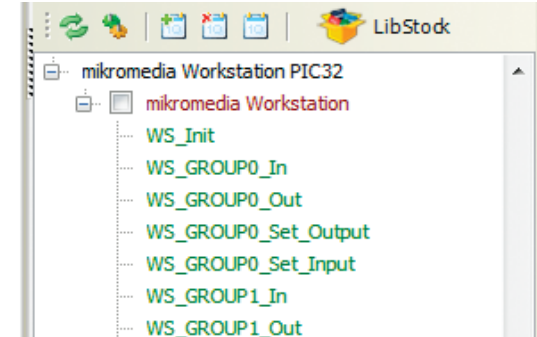 LibStock
mikromedia Workstation PIC32
mikromedia Workstation
WS_Init
WS_GROUP0_In
WS_GROUP0_Out
WS_GROUP0_Set_Output
WS_GROUP0_Set_Input
WS_GROUP1_In
WS_GROUP1_Out